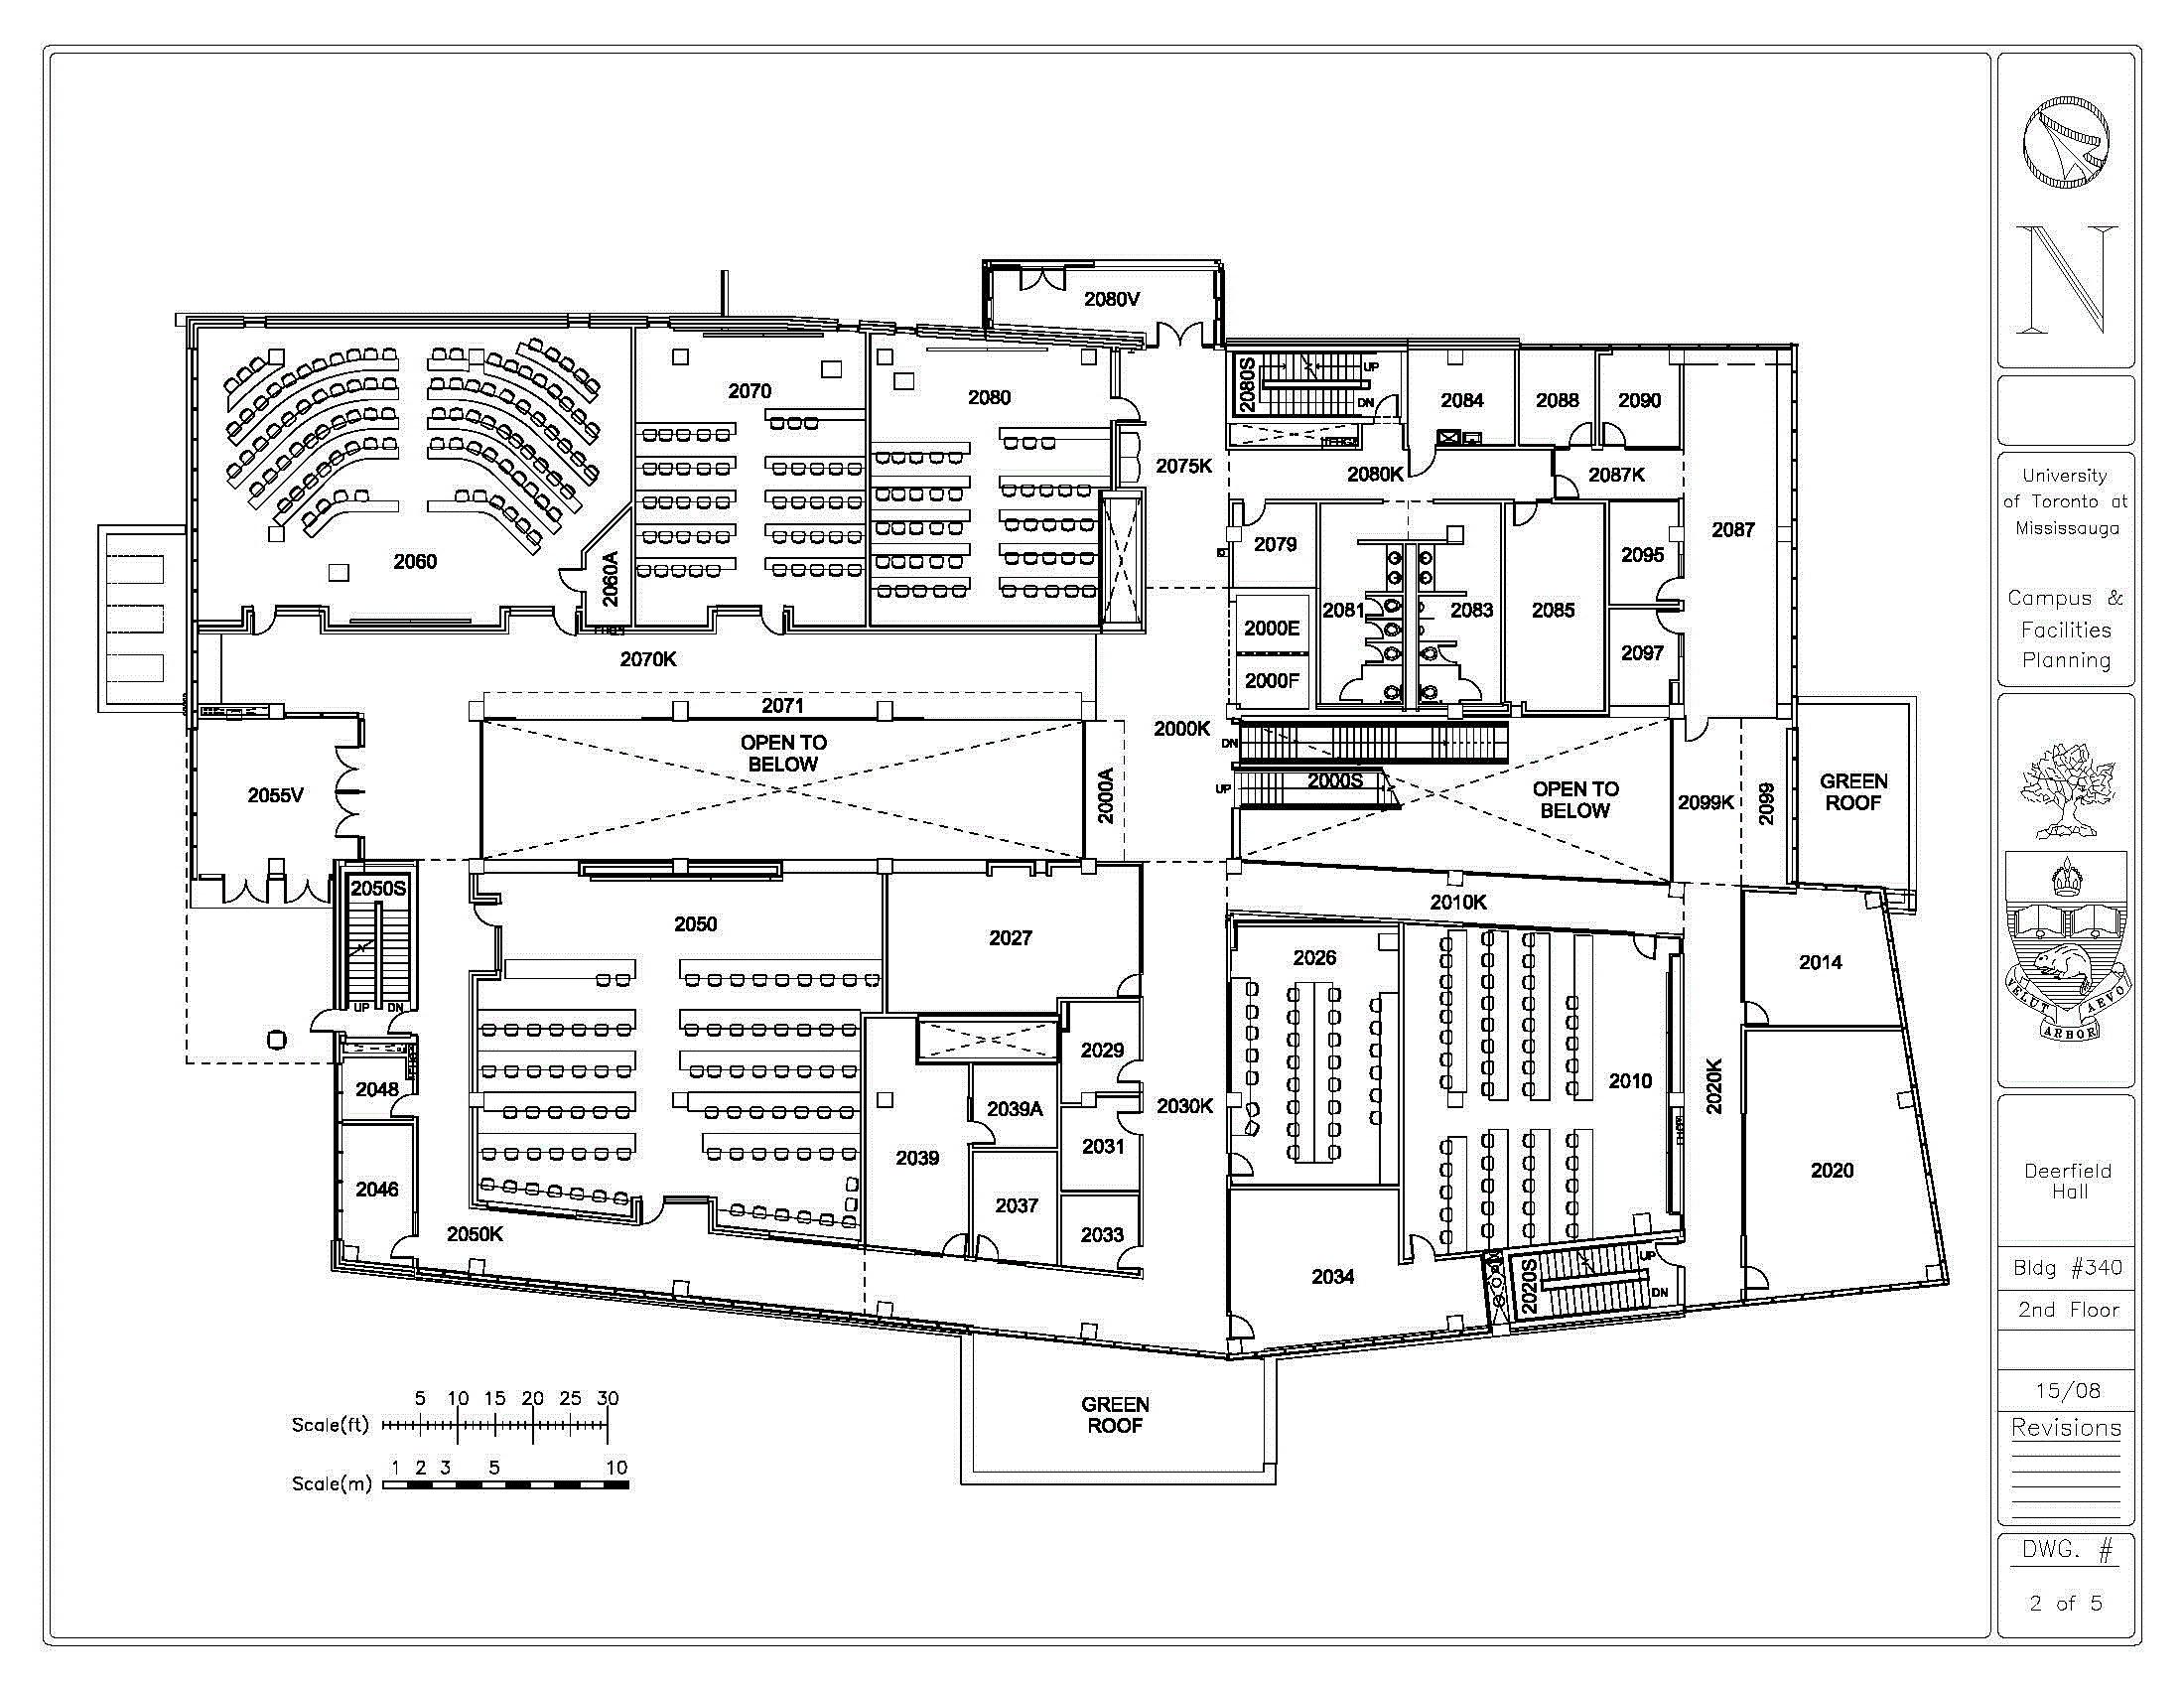 2080V
2070
2080
2080S
UP
DN
2084
2088
2090
2075K
2080K
2087K
2060
2060A
2079
2087
2095
2081
2083
2085
2000E
2097
2000F
2070K
2071
2000K
OPEN TO
BELOW
DN
2000S
UP
2000A
OPEN TO
BELOW
2099K
2099
GREEN
ROOF
2055V
2050S
UP
DN
2050
2027
2010K
2026
2014
2029
2048
2039A
2030K
2010
2020K
2031
2039
2046
2037
2020
2033
2050K
2034
2020S
UP
DN
GREEN
ROOF
5 10 15 20 25 30
Scale(ft)
1 2 3 5 10
Scale(m)
N
University
of Toronto at
Mississauga
Campus &
Facilities
Planning
VELUT ARBOR AEVO
Deerfield
Hall
Bldg #340
2nd Floor
15/08
Revisions
DWG. #
2 of 5